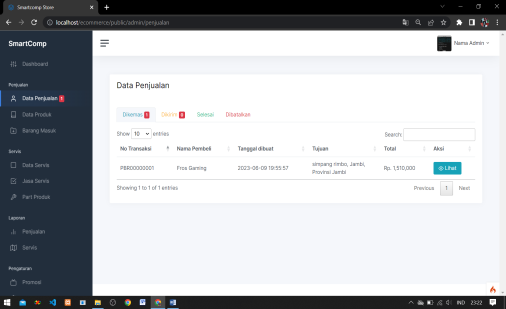 Smartcomp Store
localhost/ecommerce/public/admin/penjualan
SmartComp
Nama Admin
Dashboard
Penjualan
Data Penjualan 1
Data Produk
Barang Masuk
Servis
Data Servis
Jasa Servis
Part Produk
Laporan
Penjualan
Servis
Pengaturan
Promosi
Data Penjualan
Dikemas 1 Dikirim 0 Selesai Dibatalkan
Show 10 entries Search:
No Transaksi Nama Pembeli Tanggal dibuat Tujuan Total Aksi
PBR00000001 Fros Gaming 2023-06-09 19:55:57 simpang rimbo, Jambi, Provinsi Jambi Rp. 1,510,000 Lihat
Showing 1 to 1 of 1 entries Previous 1 Next
IND 23:22